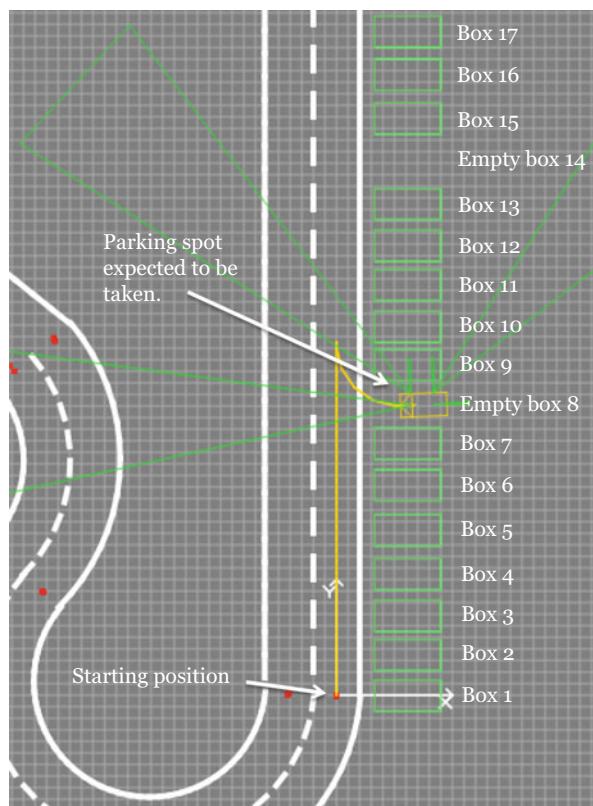 Box 17
Box 16
Box 15
Empty box 14
Box 13
Parking spot
expected to be
taken.
Box 12
Box 11
Box 10
Box 9
Empty box 8
Box 7
Box 6
Box 5
Box 4
Y
Box 3
Box 2
Starting position
Box 1
X